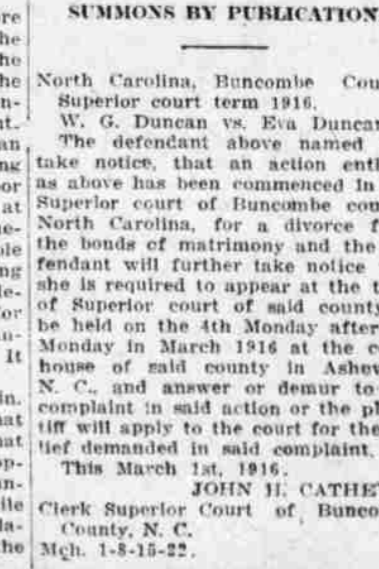 SUMMONS BY PUBLICATION
North Carolina, Buncombe Cou
Superior court term 1916.
W. G. Duncan vs. Eva Duncan
The defendant above named
take notice, that an action enti
as above has been commenced in
Superior court of Buncombe cou
North Carolina, for a divorce f
the bonds of matrimony and the
fendant will further take notice
she is required to appear at the t
of Superior court of said county
be held on the 4th Monday after
Monday in March 1916 at the c
house of said county in Ashev
N. C., and answer or demur to
complaint in said action or the pl
tiff will apply to the court for the
lief demanded in said complaint.
This March 1st, 1916.
JOHN H. CATHE
Clerk Superior Court of Bunco
County, N. C.
Mch. 1-8-15-22.